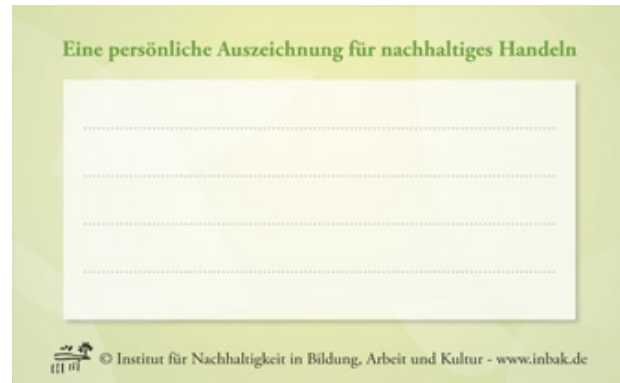 Eine persönliche Auszeichnung für nachhaltiges Handeln
© Institut für Nachhaltigkeit in Bildung, Arbeit und Kultur - www.inbak.de